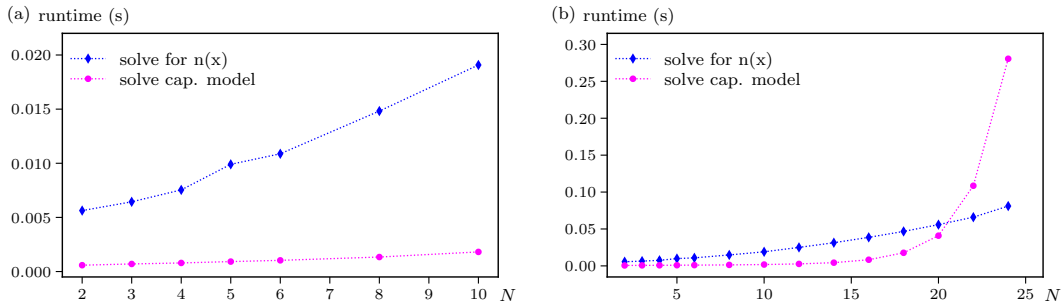 (a) runtime (s)
0.020
0.015
0.010
0.005
0.000
solve for n(x)
solve cap. model
2 3 4 5 6 7 8 9 10 N
(b) runtime (s)
0.30
0.25
0.20
0.15
0.10
0.05
0.00
solve for n(x)
solve cap. model
5 10 15 20 25 N